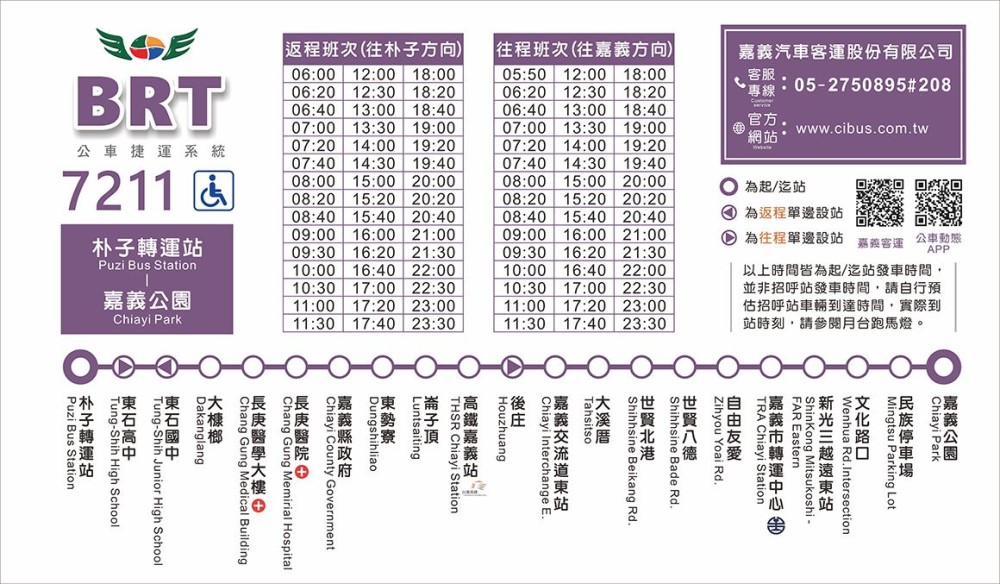 BRT
公車捷運系統
7211
朴子轉運站
Puzi Bus Station
嘉義公園
Chiayi Park
返程班次(往朴子方向)
06:00 12:00 18:00
06:20 12:30 18:20
06:40 13:00 18:40
07:00 13:30 19:00
07:20 14:00 19:20
07:40 14:30 19:40
08:00 15:00 20:00
08:20 15:20 20:20
08:40 15:40 20:40
09:00 16:00 21:00
09:30 16:20 21:30
10:00 16:40 22:00
10:30 17:00 22:30
11:00 17:20 23:00
11:30 17:40 23:30
往程班次(往嘉義方向)
05:50 12:00 18:00
06:20 12:30 18:20
06:40 13:00 18:40
07:00 13:30 19:00
07:20 14:00 19:20
07:40 14:30 19:40
08:00 15:00 20:00
08:20 15:20 20:20
08:40 15:40 20:40
09:00 16:00 21:00
09:30 16:20 21:30
10:00 16:40 22:00
10:30 17:00 22:30
11:00 17:20 23:00
11:30 17:40 23:30
嘉義汽車客運股份有限公司
客服專線:05-2750895#208
Customer service
官方網站:www.cibus.com.tw
Website
為起/迄站
為返程單邊設站
為往程單邊設站
嘉義客運
公車動態
APP
以上時間皆為起/迄站發車時間,
並非招呼站發車時間,請自行預
估招呼站車輛到達時間,實際到
站時刻,請參閱月台跑馬燈。
朴子轉運站
Puzi Bus Station
東石高中
Tung-Shih High School
東石國中
Tung-Shih Junior High School
大槺榔
Dakangliang
長庚醫學大樓
Chang Gung Medical Building
長庚醫院
Chang Gung Memirial Hospital
嘉義縣政府
Chiayi County Government
東勢寮
Dungshihliao
崙子頂
Luntsaiting
高鐵嘉義站
THSR Chiayi Station
台灣高鐵
後庄
Houzhuang
嘉義交流道東站
Chiayi Interchange E.
大溪厝
Tahsitso
世賢北港
Shihhsine Beikang Rd.
世賢八德
Shihhsine Bade Rd.
自由友愛
Zihyou Yoai Rd.
嘉義市轉運中心
TRA Chiayi Station
新光三越遠東站
ShinKong Mitsukoshi -
FAR Eastern
文化路口
Wenhua Rd.Intersection
民族停車場
Mingtsu Parking Lot
嘉義公園
Chiayi Park